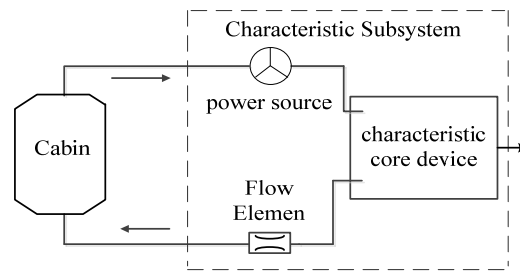 Characteristic Subsystem
power source
characteristic
core device
Cabin
Flow
Elemen